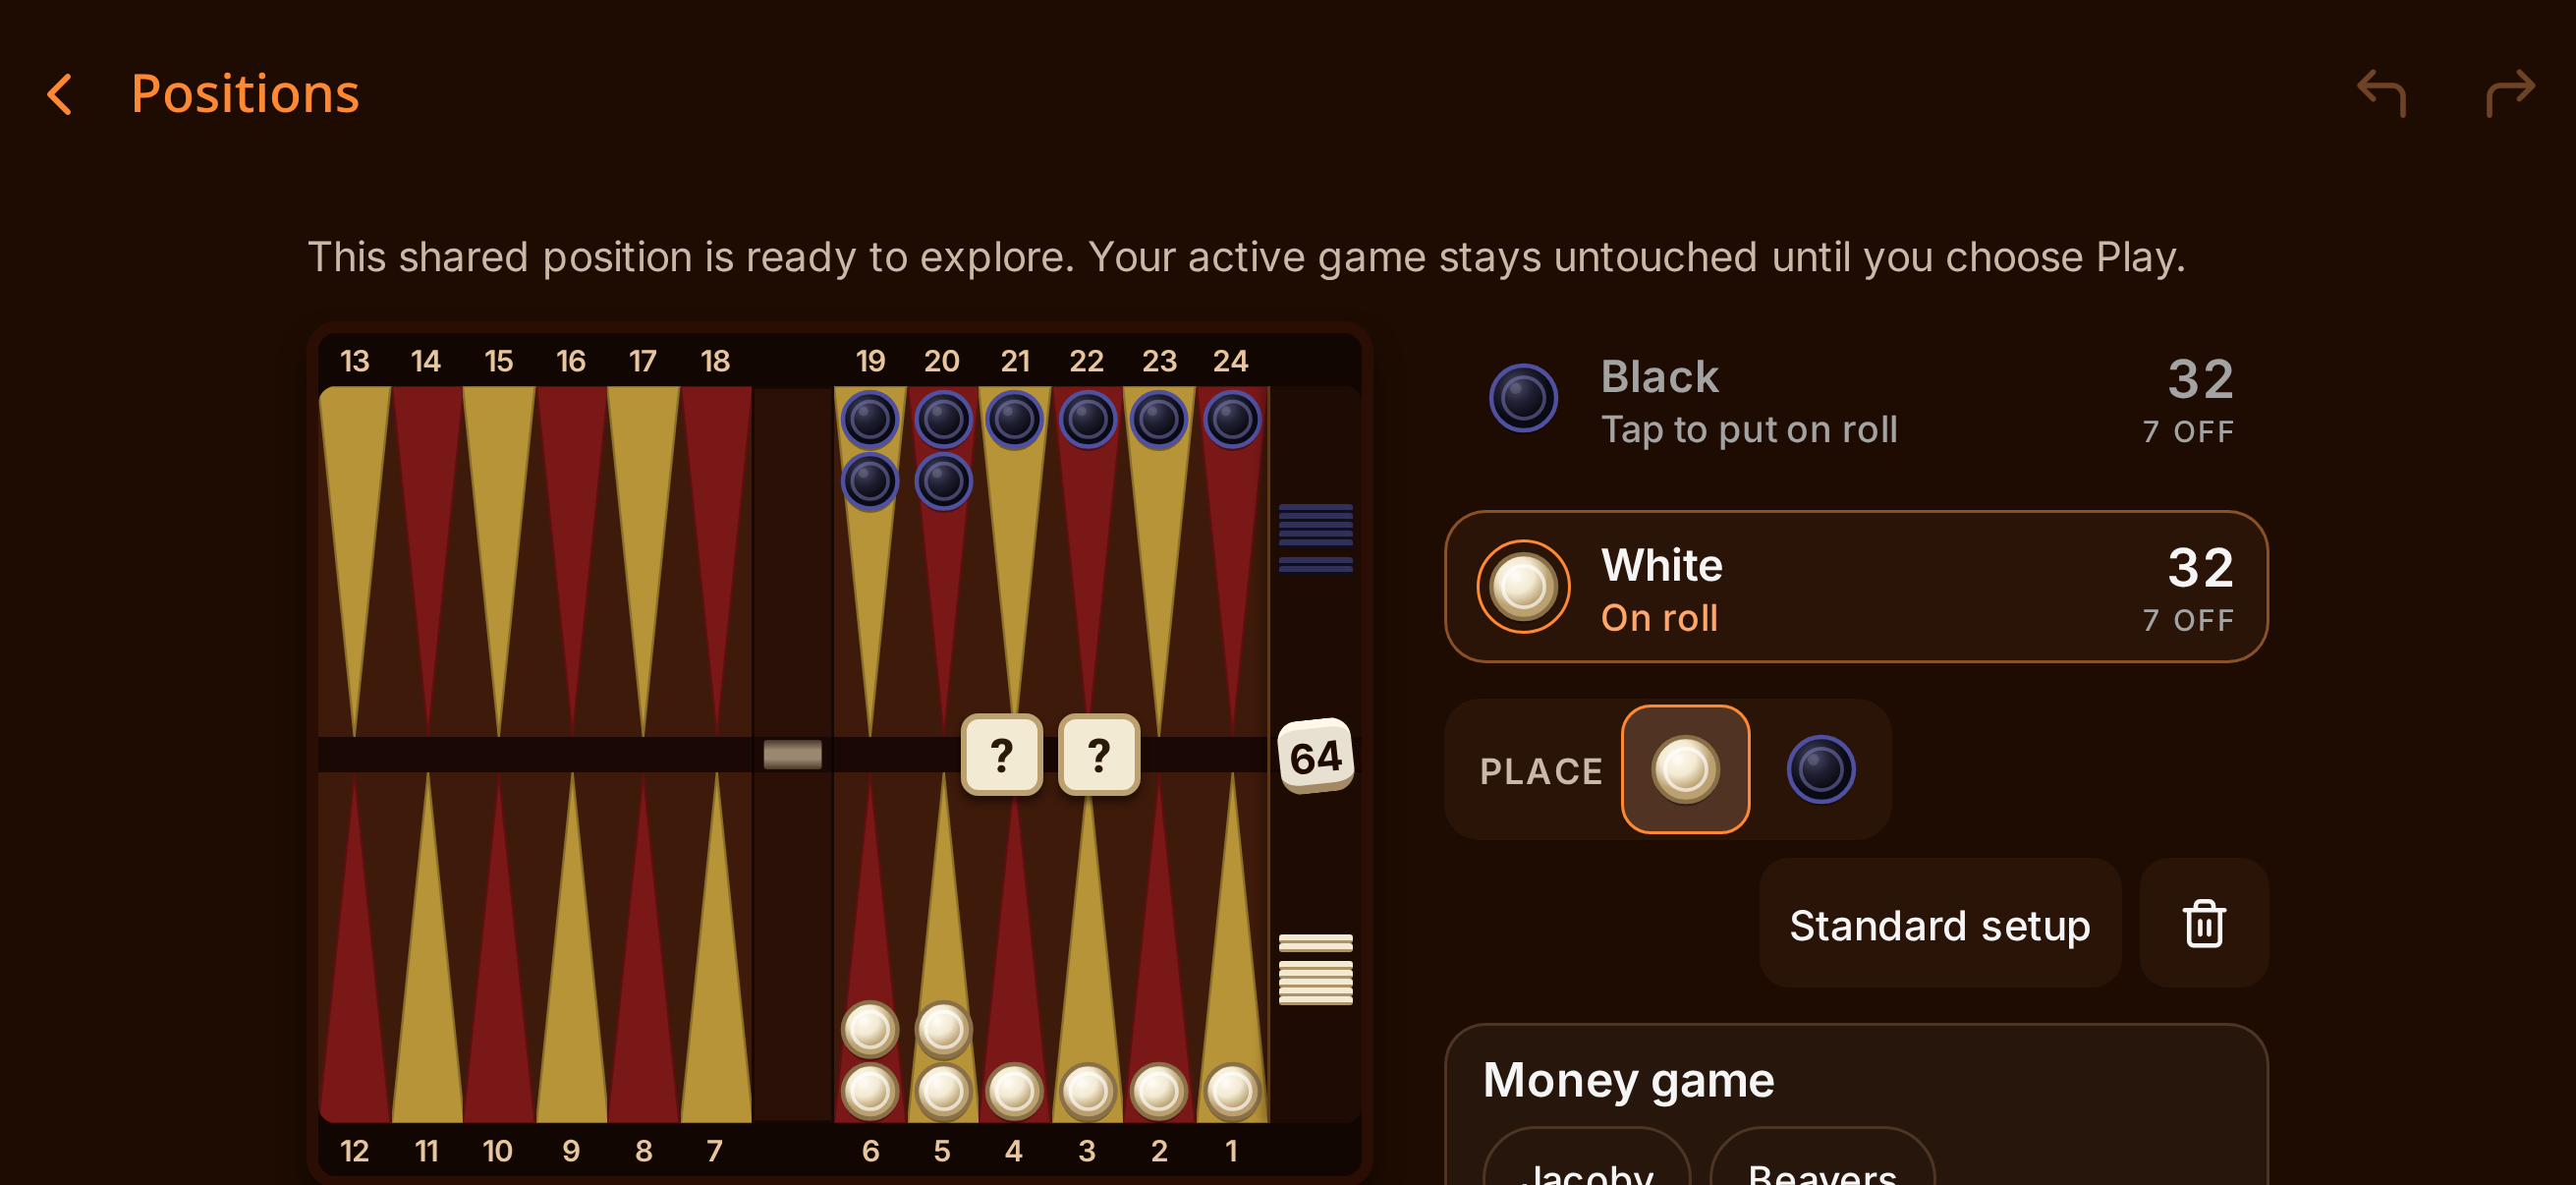 Positions
This shared position is ready to explore. Your active game stays untouched until you choose Play.
13 14 15 16 17 18 19 20 21 22 23 24
? ? 64
12 11 10 9 8 7 6 5 4 3 2 1
Black 32
Tap to put on roll 7 OFF
White 32
On roll 7 OFF
PLACE
Standard setup
Money game
Jacoby Beavers